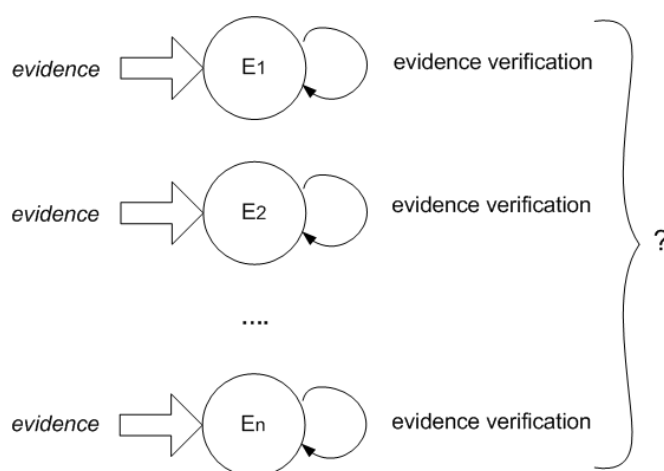 evidence E1 evidence verification
evidence E2 evidence verification
?
....
evidence En evidence verification